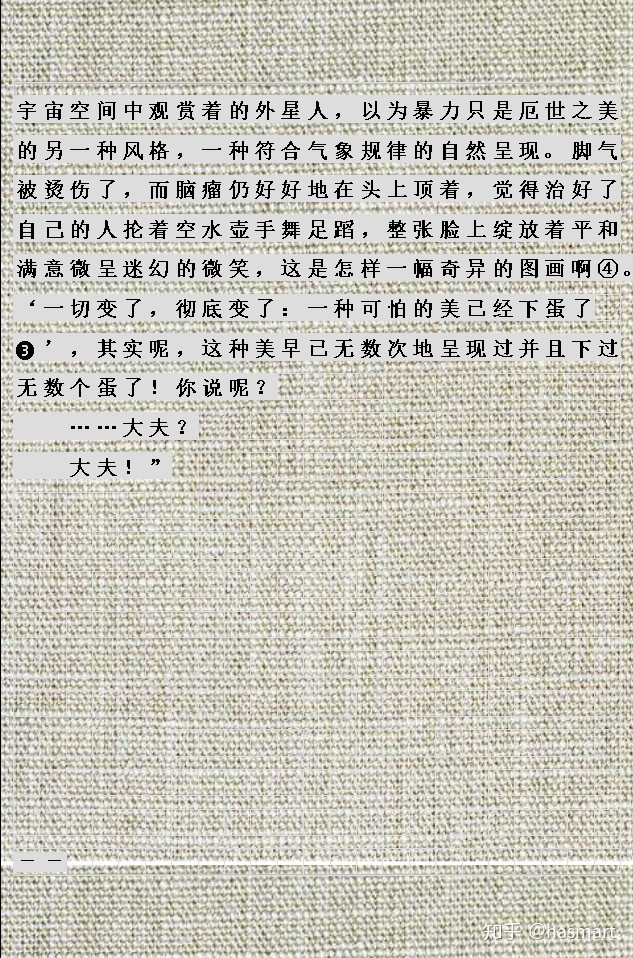 宇宙空间中观赏着的外星人，以为暴力只是厄世之美
的另一种风格，一种符合气象规律的自然呈现。脚气
被烫伤了，而脑瘤仍好好地在头上顶着，觉得治好了
自己的人抡着空水壶手舞足蹈，整张脸上绽放着平和
满意微呈迷幻的微笑，这是怎样一幅奇异的图画啊④。
‘一切变了，彻底变了：一种可怕的美已经下蛋了
❸’，其实呢，这种美早已无数次地呈现过并且下过
无数个蛋了！你说呢？
……大夫？
大夫！”
— —
知乎 @hasmart